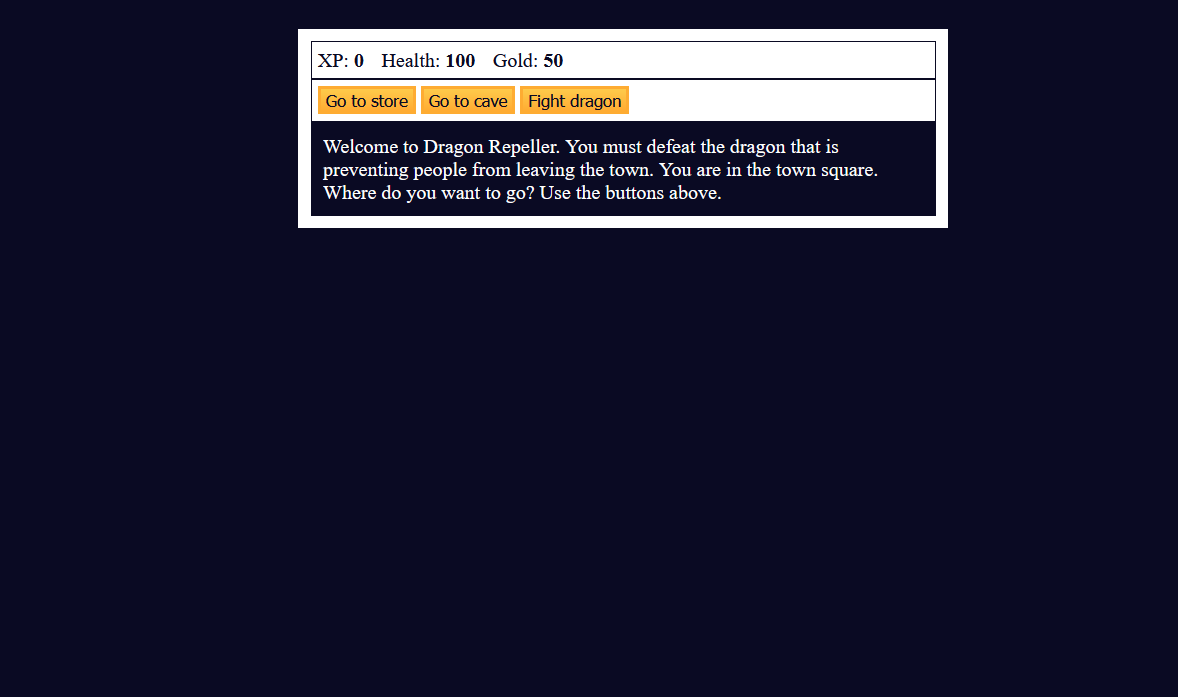 XP: 0 Health: 100 Gold: 50
Go to store Go to cave Fight dragon
Welcome to Dragon Repeller. You must defeat the dragon that is
preventing people from leaving the town. You are in the town square.
Where do you want to go? Use the buttons above.